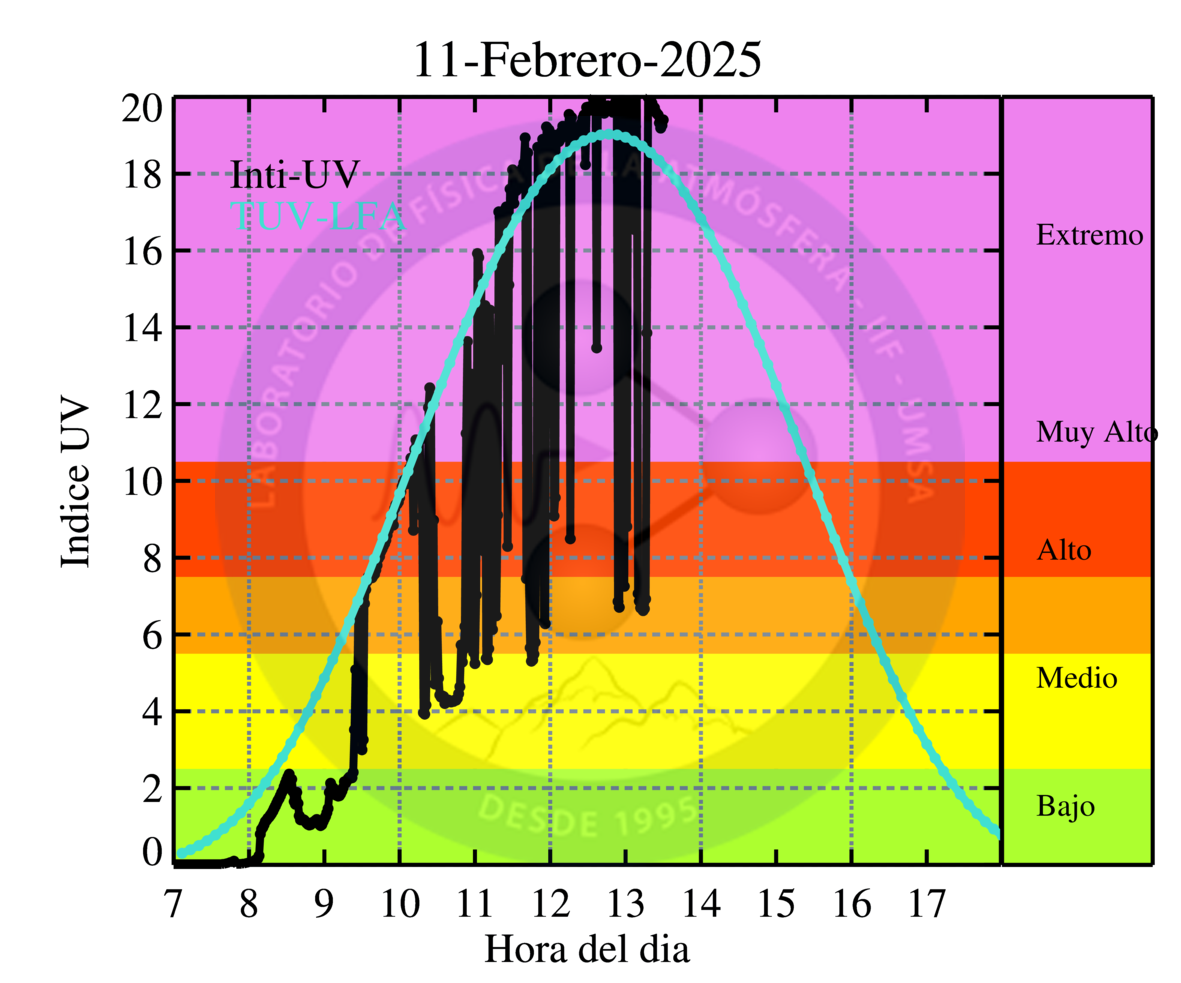 11-Febrero-2025
Inti-UV
TUV-LFA
LABORATORIO DE FÍSICA DE LA ATMÓSFERA - IIF - UMSA
DESDE 1995
Indice UV
20
18
16
14
12
10
8
6
4
2
0
Extremo
Muy Alto
Alto
Medio
Bajo
7 8 9 10 11 12 13 14 15 16 17
Hora del dia